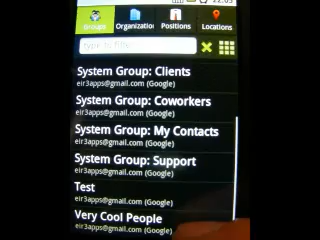 22:03
Groups Organization Positions Locations
type to filter
System Group: Clients
eir3apps@gmail.com (Google)
System Group: Coworkers
eir3apps@gmail.com (Google)
System Group: My Contacts
eir3apps@gmail.com (Google)
System Group: Support
eir3apps@gmail.com (Google)
Test
eir3apps@gmail.com (Google)
Very Cool People
eir3apps@gmail.com (Google)